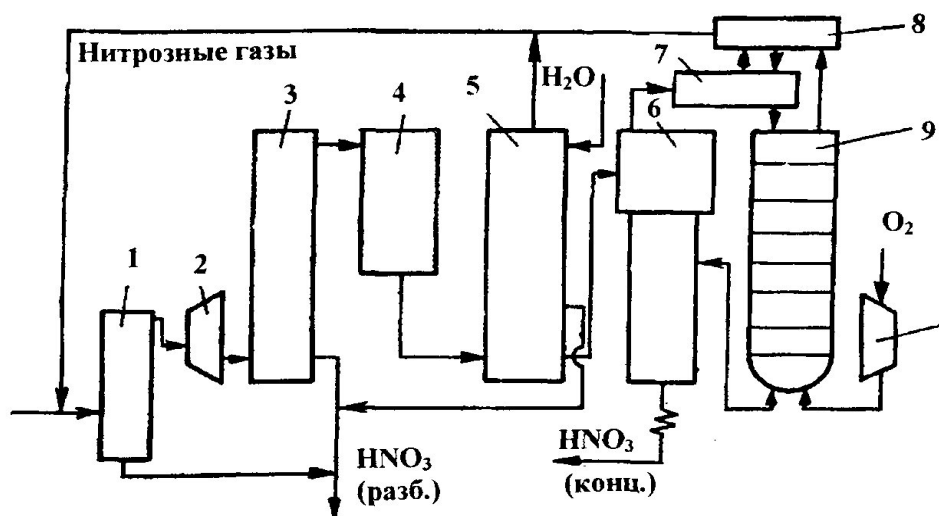 Нитрозные газы
8
7
H₂O
3
4
5
6
9
O₂
1
2
HNO₃
(разб.)
HNO₃
(конц.)